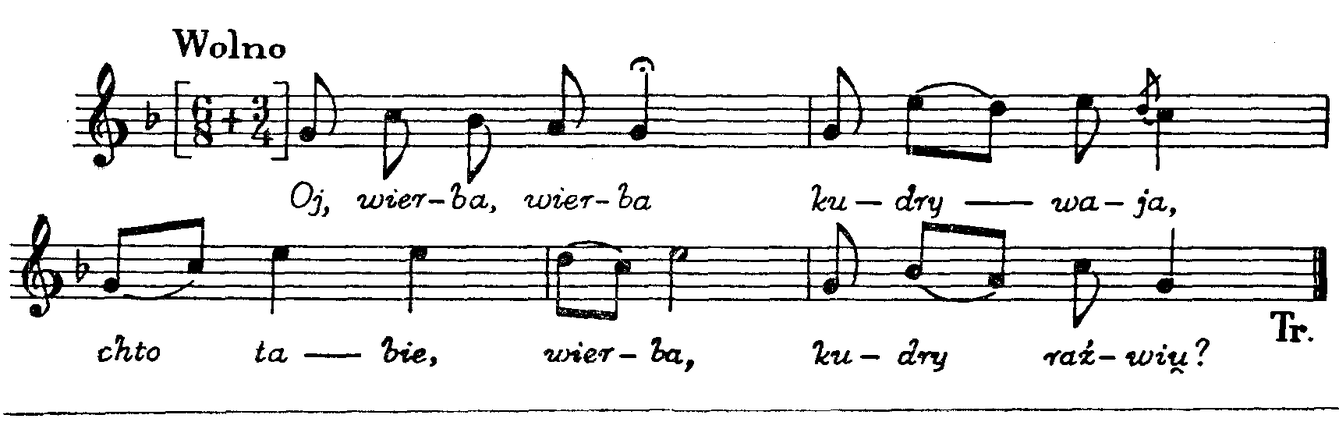 Wolno
[6/8 + 3/4]
Oj, wier-ba, wier-ba ku-dry — wa-ja,
chto ta — bie, wier-ba, ku-dry raź-wiu̯?
Tr.